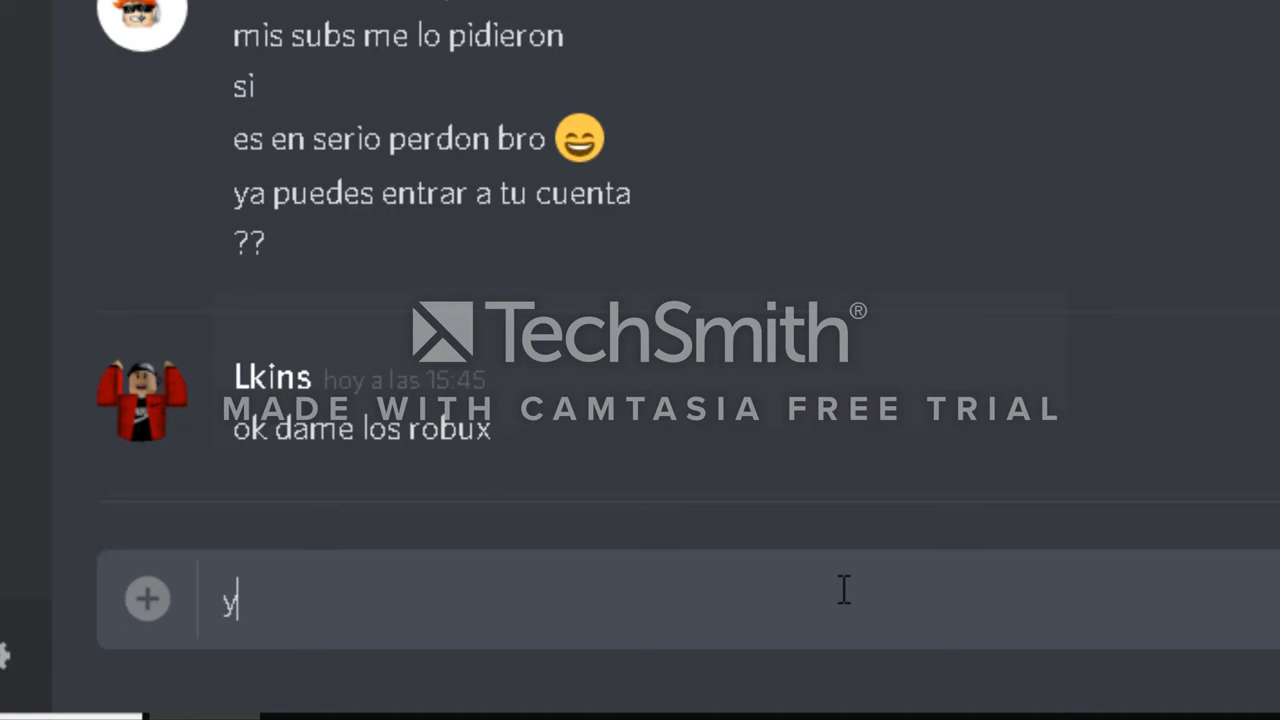 mis subs me lo pidieron
si
es en serio perdon bro 😄
ya puedes entrar a tu cuenta
??
TechSmith®
Lkins hoy a las 15:45
MADE WITH CAMTASIA FREE TRIAL
ok dame los robux
y